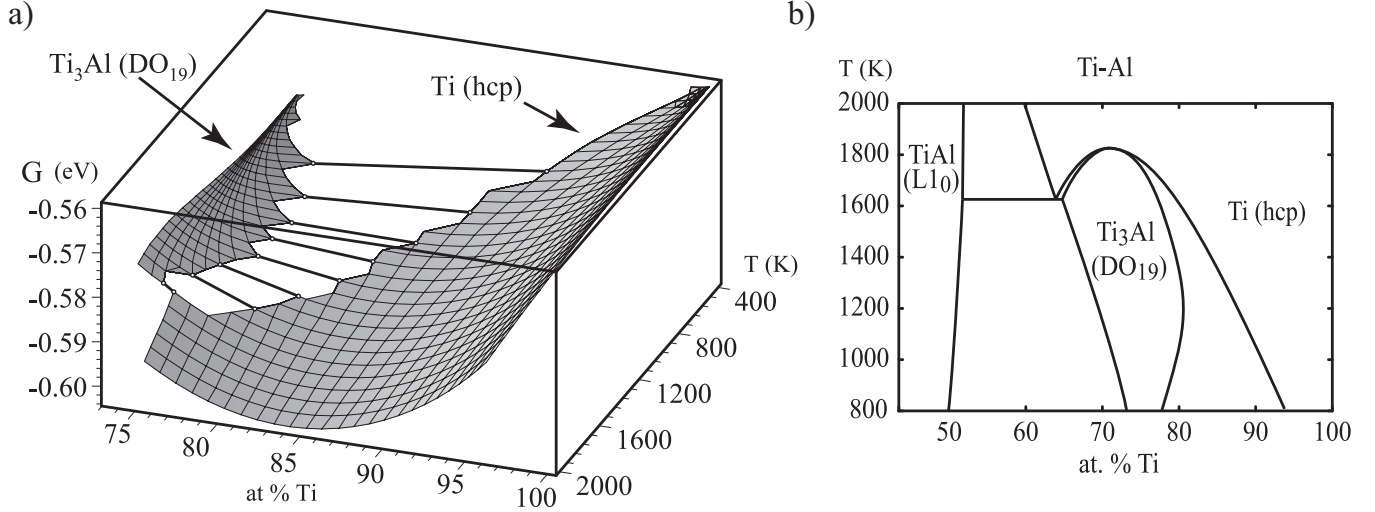 a)
Ti3Al (DO19)
Ti (hcp)
G (eV)
-0.56
-0.57
-0.58
-0.59
-0.60
75
80
85
90
95
100
at % Ti
T (K)
400
800
1200
1600
2000
b)
T (K)
Ti-Al
2000
1800
1600
1400
1200
1000
800
TiAl
(L10)
Ti3Al
(DO19)
Ti (hcp)
50 60 70 80 90 100
at. % Ti